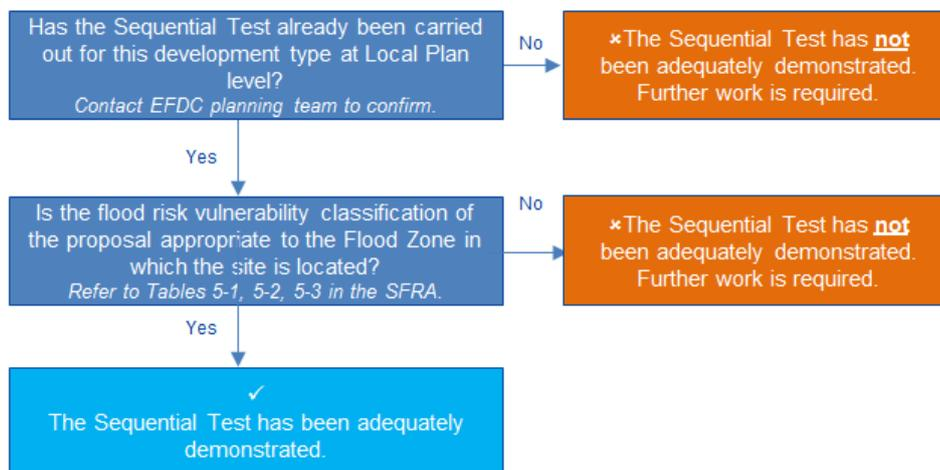 Has the Sequential Test already been carried
out for this development type at Local Plan
level?
Contact EFDC planning team to confirm.
No
×The Sequential Test has not
been adequately demonstrated.
Further work is required.
Yes
Is the flood risk vulnerability classification of
the proposal appropriate to the Flood Zone in
which the site is located?
Refer to Tables 5-1, 5-2, 5-3 in the SFRA.
No
×The Sequential Test has not
been adequately demonstrated.
Further work is required.
Yes
✓
The Sequential Test has been adequately
demonstrated.